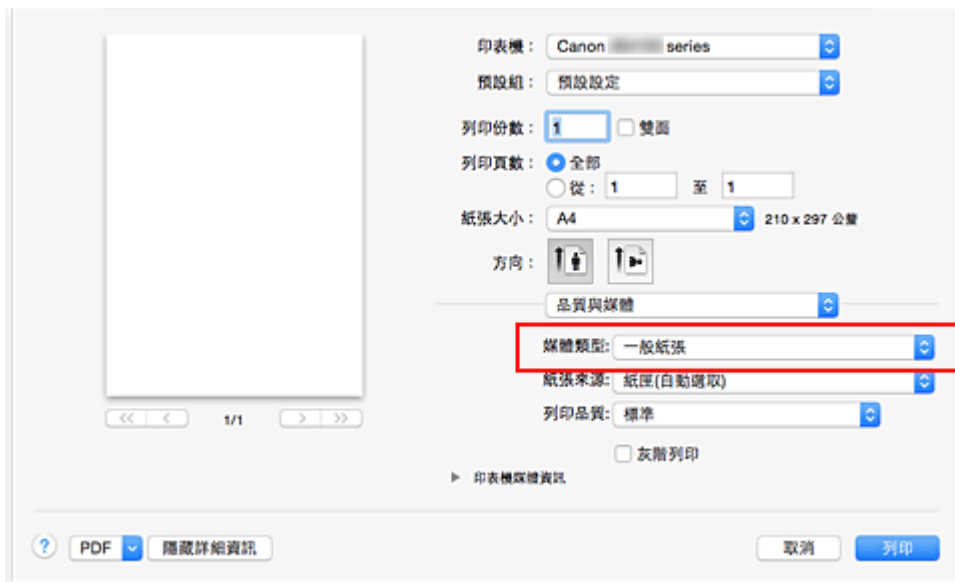 印表機： Canon series
預設組： 預設設定
列印份數： 1 雙面
列印頁數： 全部
從： 1 至 1
紙張大小： A4 210 x 297 公釐
方向：
品質與媒體
媒體類型: 一般紙張
紙張來源: 紙匣(自動選取)
列印品質: 標準
灰階列印
印表機媒體資訊
<< < 1/1 > >>
? PDF 隱藏詳細資訊 取消 列印